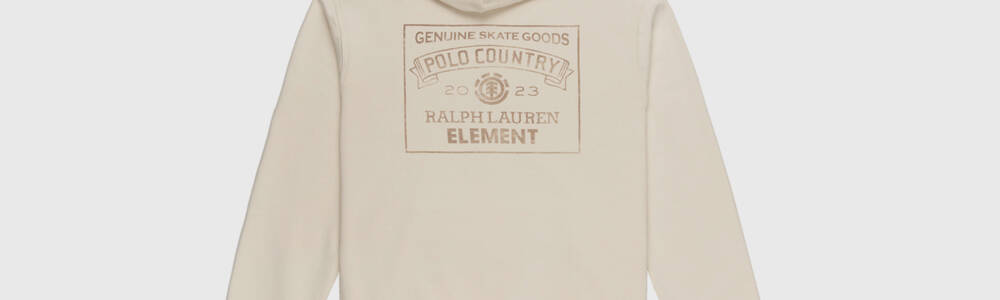 GENUINE SKATE GOODS
POLO COUNTRY
20 23
RALPH LAUREN
ELEMENT